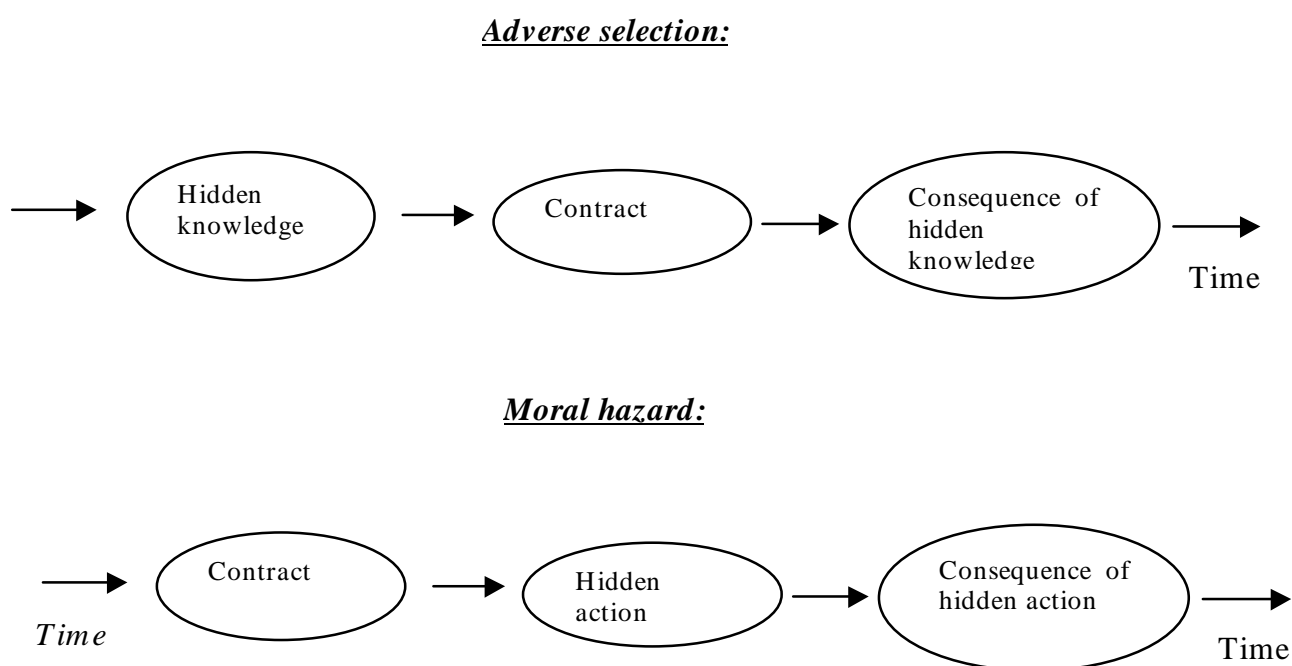 Adverse selection:
Hidden
knowledge
Contract
Consequence of
hidden
knowledge
Time
Moral hazard:
Contract
Hidden
action
Consequence of
hidden action
Time
Time